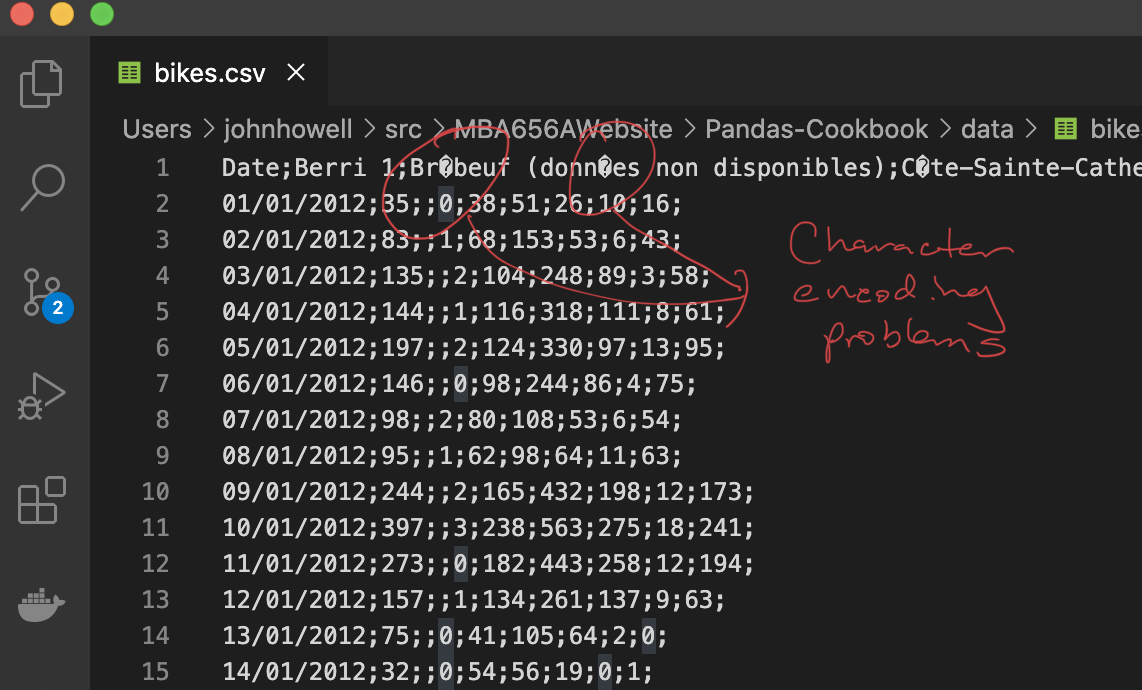 bikes.csv
Users > johnhowell > src > MBA656AWebsite > Pandas-Cookbook > data > bike
1 Date;Berri 1;Br�beuf (donn�es non disponibles);C�te-Sainte-Cathe
2 01/01/2012;35;;0;38;51;26;10;16;
3 02/01/2012;83;;1;68;153;53;6;43;
4 03/01/2012;135;;2;104;248;89;3;58;
5 04/01/2012;144;;1;116;318;111;8;61;
6 05/01/2012;197;;2;124;330;97;13;95;
7 06/01/2012;146;;0;98;244;86;4;75;
8 07/01/2012;98;;2;80;108;53;6;54;
9 08/01/2012;95;;1;62;98;64;11;63;
10 09/01/2012;244;;2;165;432;198;12;173;
11 10/01/2012;397;;3;238;563;275;18;241;
12 11/01/2012;273;;0;182;443;258;12;194;
13 12/01/2012;157;;1;134;261;137;9;63;
14 13/01/2012;75;;0;41;105;64;2;0;
15 14/01/2012;32;;0;54;56;19;0;1;
Character
encoding
problems
2